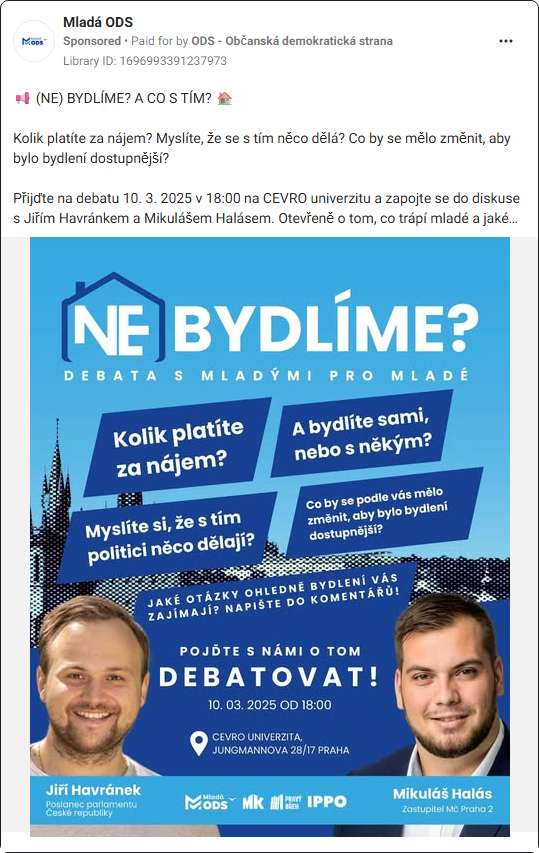 Mladá ODS
Sponsored • Paid for by ODS - Občanská demokratická strana
Library ID: 1696993391237973
(NE) BYDLÍME? A CO S TÍM?
Kolik platíte za nájem? Myslíte, že se s tím něco dělá? Co by se mělo změnit, aby
bylo bydlení dostupnější?
Přijďte na debatu 10. 3. 2025 v 18:00 na CEVRO univerzitu a zapojte se do diskuse
s Jiřím Havránkem a Mikulášem Halásem. Otevřeně o tom, co trápí mladé a jaké…
NE BYDLÍME?
DEBATA S MLADÝMI PRO MLADÉ
Kolik platíte
za nájem?
A bydlíte sami,
nebo s někým?
Myslíte si, že s tím
politici něco dělají?
Co by se podle vás mělo
změnit, aby bylo bydlení
dostupnější?
JAKÉ OTÁZKY OHLEDNĚ BYDLENÍ VÁS
ZAJÍMAJÍ? NAPIŠTE DO KOMENTÁŘŮ!
POJĎTE S NÁMI O TOM
DEBATOVAT!
10. 03. 2025 OD 18:00
CEVRO UNIVERZITA,
JUNGMANNOVA 28/17 PRAHA
Jiří Havránek
Poslanec parlamentu
České republiky
Mladá
ODS
MK
PRAVÝ
BŘEH
IPPO
Mikuláš Halás
Zastupitel Mč Praha 2